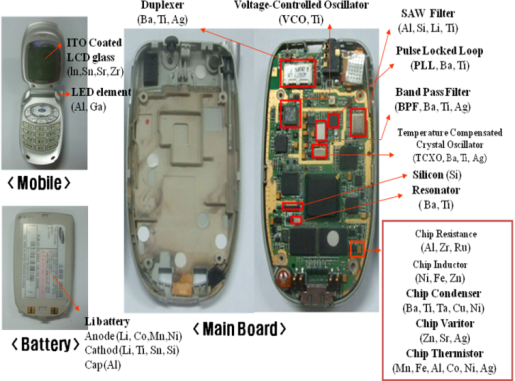 Duplexer
(Ba, Ti, Ag)
Voltage-Controlled Oscillator
(VCO, Ti)
SAW Filter
(Al, Si, Li, Ti)
ITO Coated
LCD glass
(In,Sn,Sr,Zr)
Pulse Locked Loop
(PLL, Ba, Ti)
LED element
(Al, Ga)
Band Pass Filter
(BPF, Ba, Ti, Ag)
Temperature Compensated
Crystal Oscillator
(TCXO, Ba, Ti, Ag)
Silicon (Si)
Resonator
( Ba, Ti)
<Mobile>
Chip Resistance
(Al, Zr, Ru)
Chip Inductor
(Ni, Fe, Zn)
Chip Condenser
(Ba, Ti, Ta, Cu, Ni)
Chip Varitor
(Zn, Sr, Ag)
Chip Thermistor
(Mn, Fe, Al, Co, Ni, Ag)
Li battery
Anode(Li, Co,Mn,Ni)
Cathod(Li, Ti, Sn, Si)
Cap(Al)
<Battery>
<Main Board>